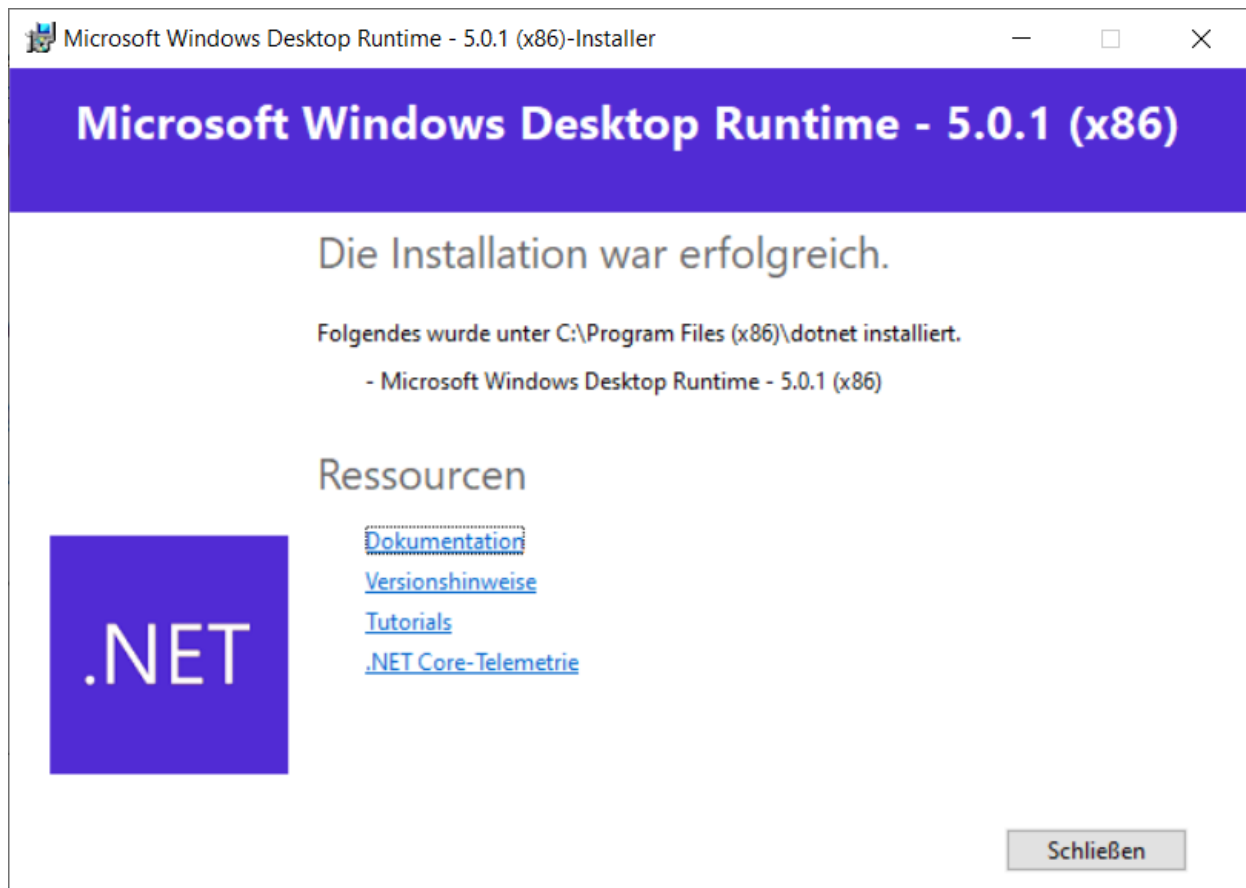 Microsoft Windows Desktop Runtime - 5.0.1 (x86)-Installer
Microsoft Windows Desktop Runtime - 5.0.1 (x86)
Die Installation war erfolgreich.
Folgendes wurde unter C:\Program Files (x86)\dotnet installiert.
- Microsoft Windows Desktop Runtime - 5.0.1 (x86)
Ressourcen
Dokumentation
Versionshinweise
Tutorials
.NET Core-Telemetrie
.NET
Schließen